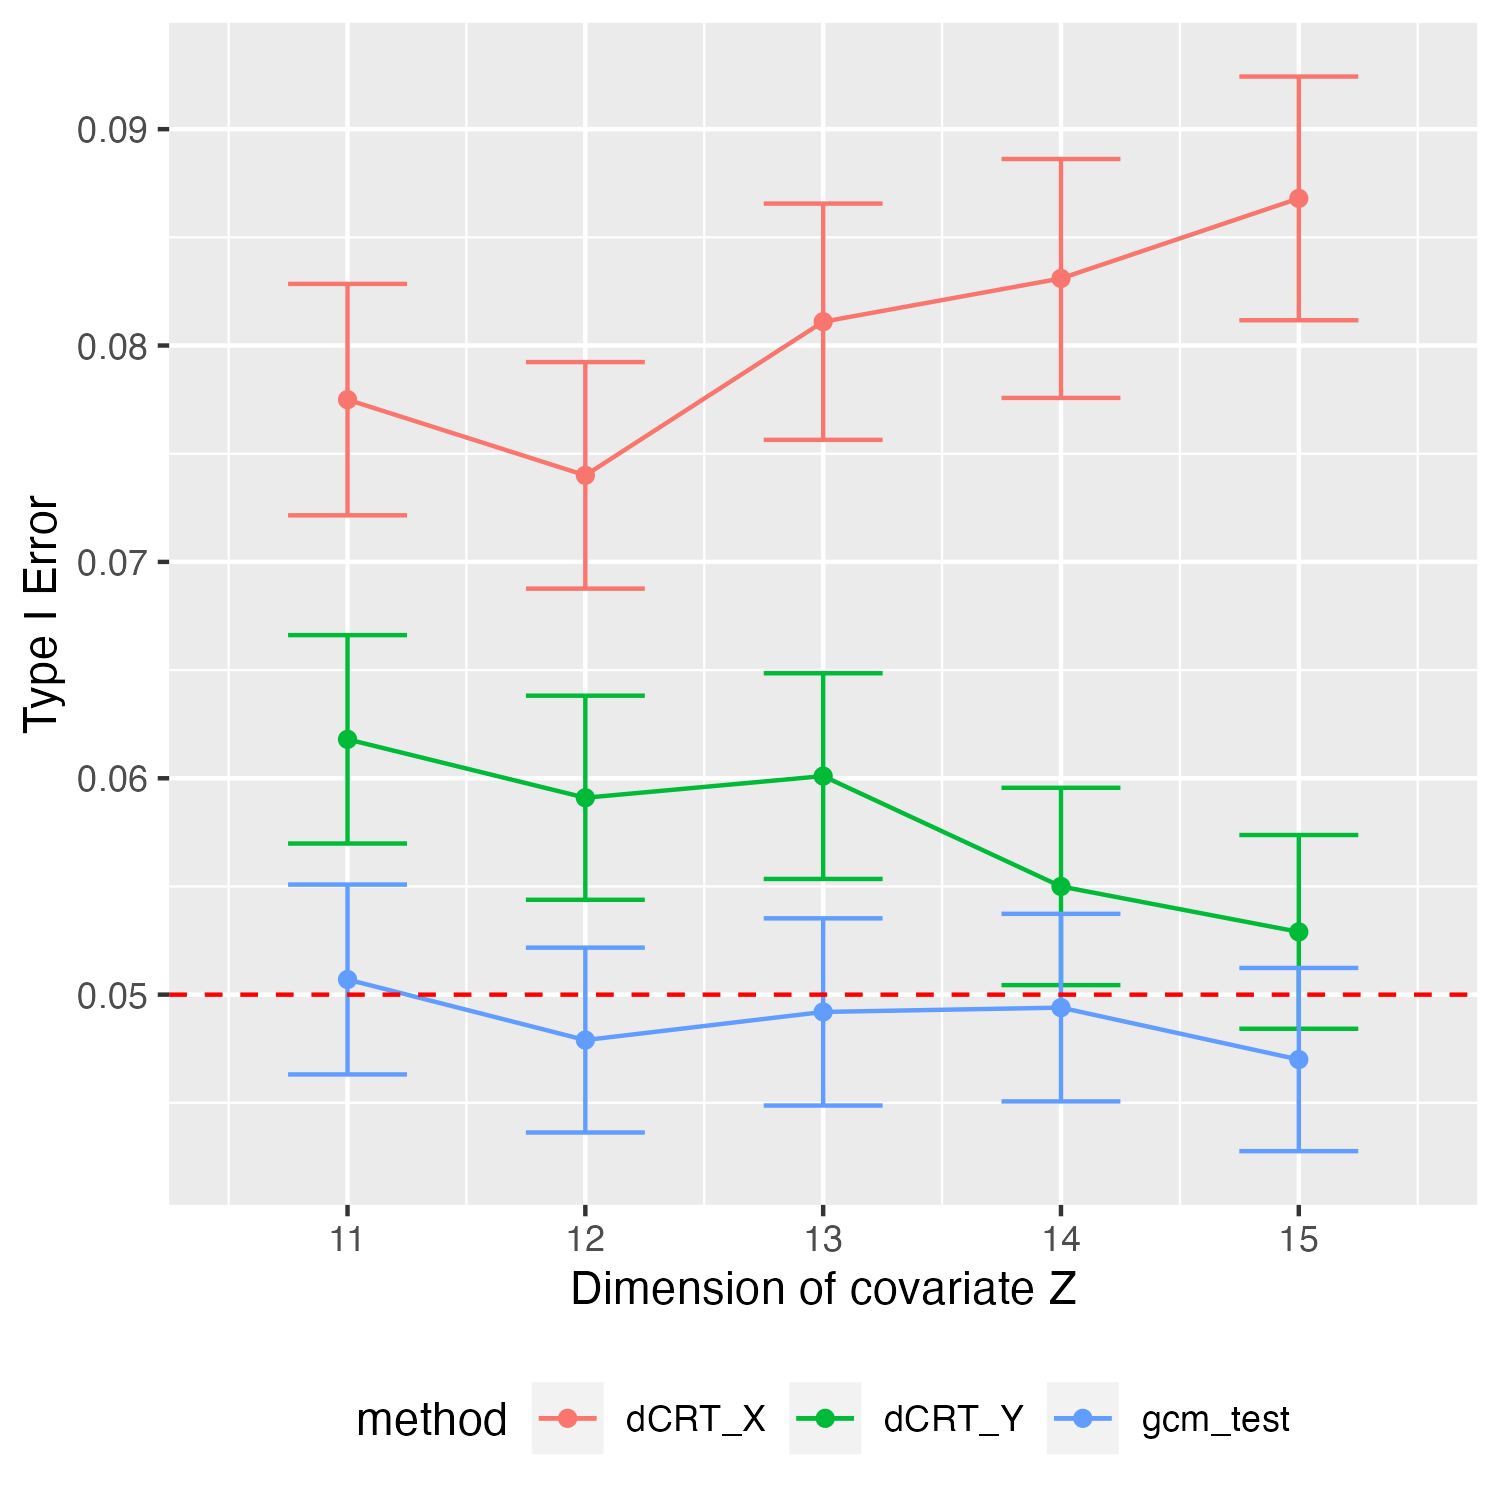 0.09
0.08
0.07
0.06
0.05
Type I Error
11 12 13 14 15
Dimension of covariate Z
method dCRT_X dCRT_Y gcm_test